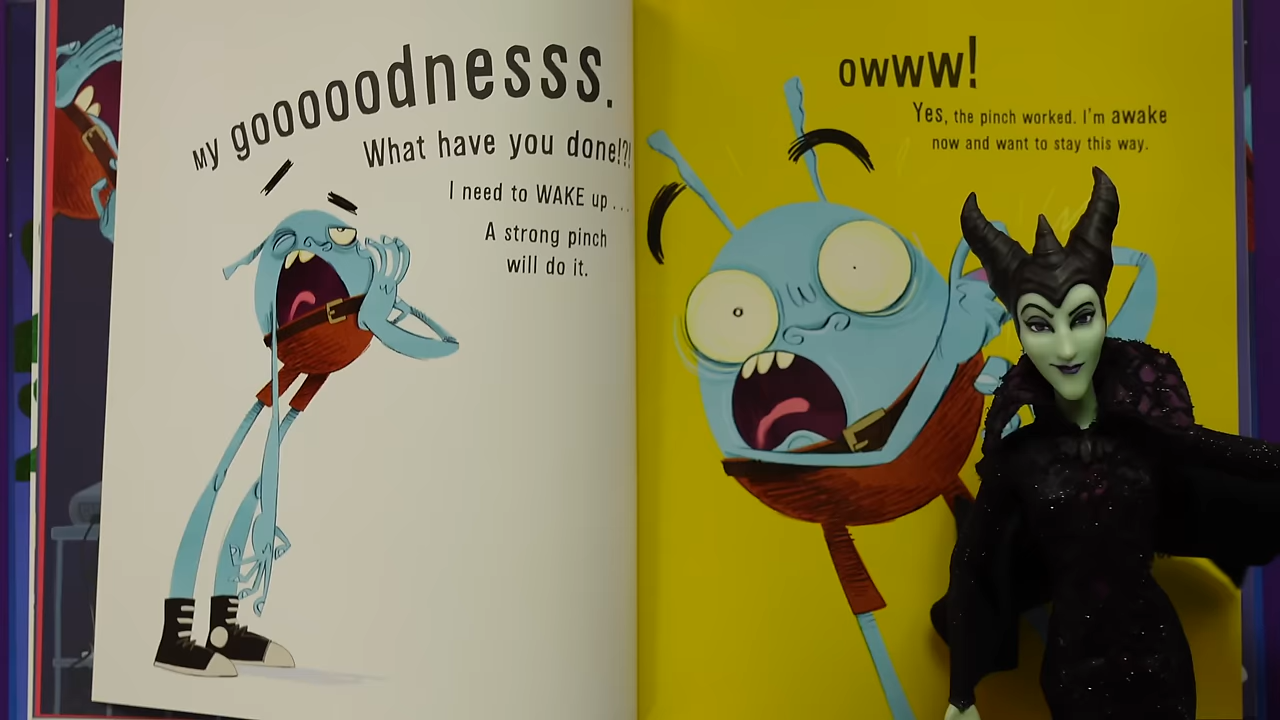 My gooooodnesss.
What have you done!?!
I need to WAKE up ...
A strong pinch
will do it.
owww!
Yes, the pinch worked. I'm awake
now and want to stay this way.